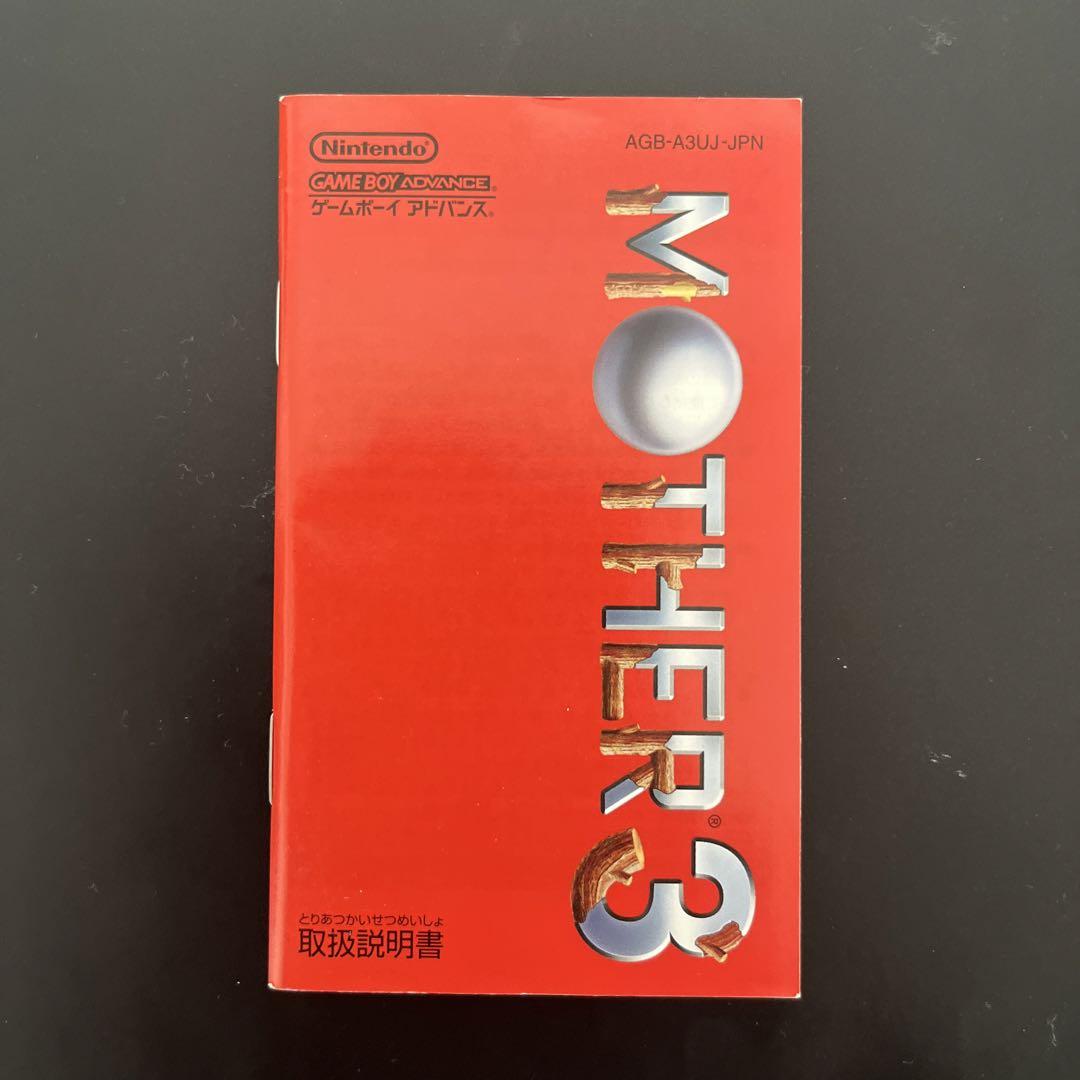 Nintendo®
AGB-A3UJ-JPN
GAME BOY ADVANCE®
ゲームボーイ アドバンス®
MOTHER®3
とりあつかいせつめいしょ
取扱説明書